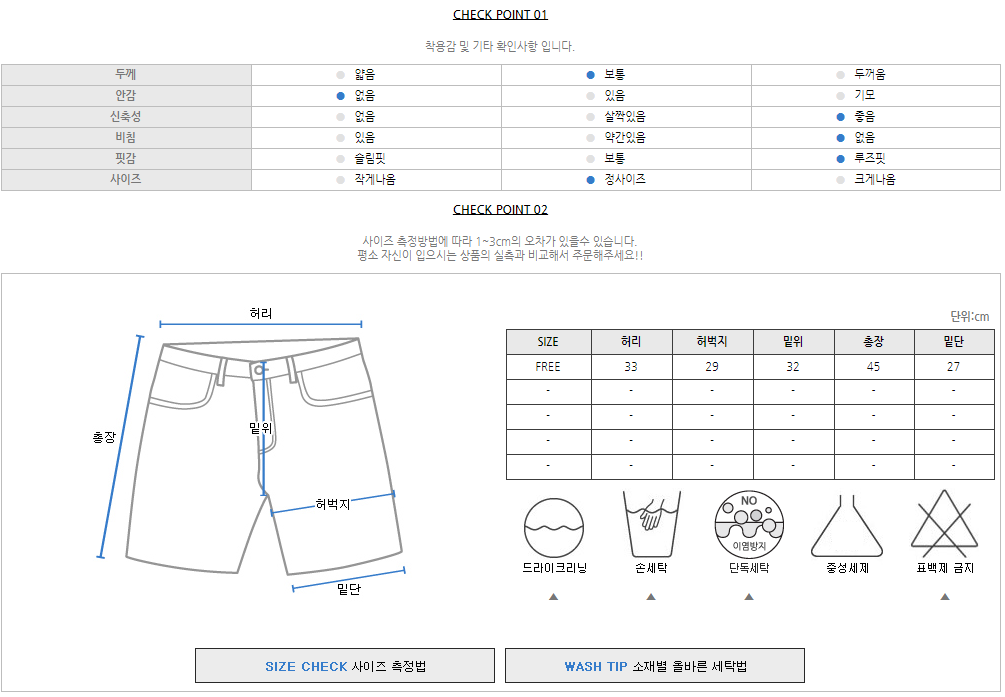 CHECK POINT 01
착용감 및 기타 확인사항 입니다.
두께 얇음 보통 두꺼움
안감 없음 있음 기모
신축성 없음 살짝있음 좋음
비침 있음 약간있음 없음
핏감 슬림핏 보통 루즈핏
사이즈 작게나옴 정사이즈 크게나옴
CHECK POINT 02
사이즈 측정방법에 따라 1~3cm의 오차가 있을수 있습니다.
평소 자신이 입으시는 상품의 실측과 비교해서 주문해주세요!!
허리
총장
밑위
허벅지
밑단
단위:cm
SIZE 허리 허벅지 밑위 총장 밑단
FREE 33 29 32 45 27
- - - - - -
- - - - - -
- - - - - -
- - - - - -
NO
이염방지
드라이크리닝 손세탁 단독세탁 중성세제 표백제 금지
SIZE CHECK 사이즈 측정법
WASH TIP 소재별 올바른 세탁법